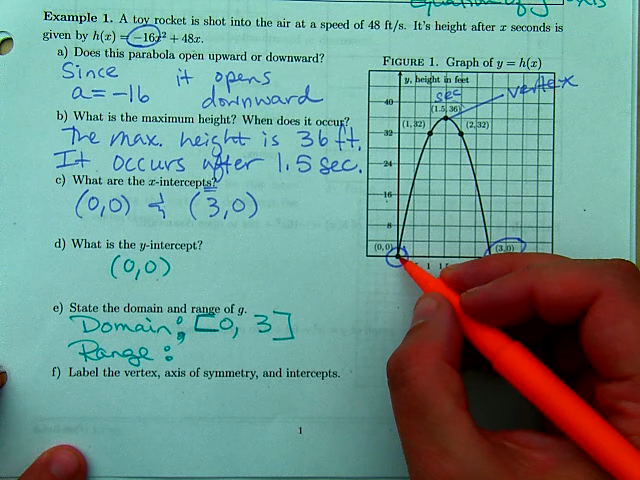 Equation of
Example 1. A toy rocket is shot into the air at a speed of 48 ft/s. It's height after x seconds is
given by h(x) = -16x² + 48x.
a) Does this parabola open upward or downward?
Since it opens
a = -16 downward
b) What is the maximum height? When does it occur?
The max. height is 36 ft.
It occurs after 1.5 sec.
c) What are the x-intercepts?
(0,0) & (3,0)
d) What is the y-intercept?
(0,0)
e) State the domain and range of g.
Domain: [0, 3]
Range:
f) Label the vertex, axis of symmetry, and intercepts.
1
FIGURE 1. Graph of y = h(x)
y, height in feet
sec
vertex
40
(1.5, 36)
(1, 32)
(2, 32)
32
24
16
8
(0,0)
(3,0)
1